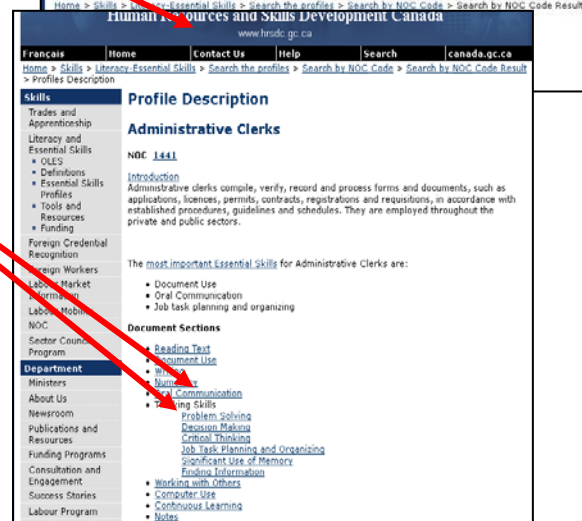 Home > Skills > Literacy-Essential Skills > Search the profiles > Search by NOC Code > Search by NOC Code Result
Human Resources and Skills Development Canada
www.hrsdc.gc.ca
Français Home Contact Us Help Search canada.gc.ca
Home > Skills > Literacy-Essential Skills > Search the profiles > Search by NOC Code > Search by NOC Code Result
> Profiles Description
Skills
Trades and
Apprenticeship
Literacy and
Essential Skills
OLES
Definitions
Essential Skills
Profiles
Tools and
Resources
Funding
Foreign Credential
Recognition
Foreign Workers
Labour Market
Information
Labour Mobility
NOC
Sector Council
Program
Department
Ministers
About Us
Newsroom
Publications and
Resources
Funding Programs
Consultation and
Engagement
Success Stories
Labour Program
Profile Description
Administrative Clerks
NOC 1441
Introduction
Administrative clerks compile, verify, record and process forms and documents, such as
applications, licences, permits, contracts, registrations and requisitions, in accordance with
established procedures, guidelines and schedules. They are employed throughout the
private and public sectors.
The most important Essential Skills for Administrative Clerks are:
Document Use
Oral Communication
Job task planning and organizing
Document Sections
Reading Text
Document Use
Writing
Numeracy
Oral Communication
Thinking Skills
Problem Solving
Decision Making
Critical Thinking
Job Task Planning and Organizing
Significant Use of Memory
Finding Information
Working with Others
Computer Use
Continuous Learning
Notes